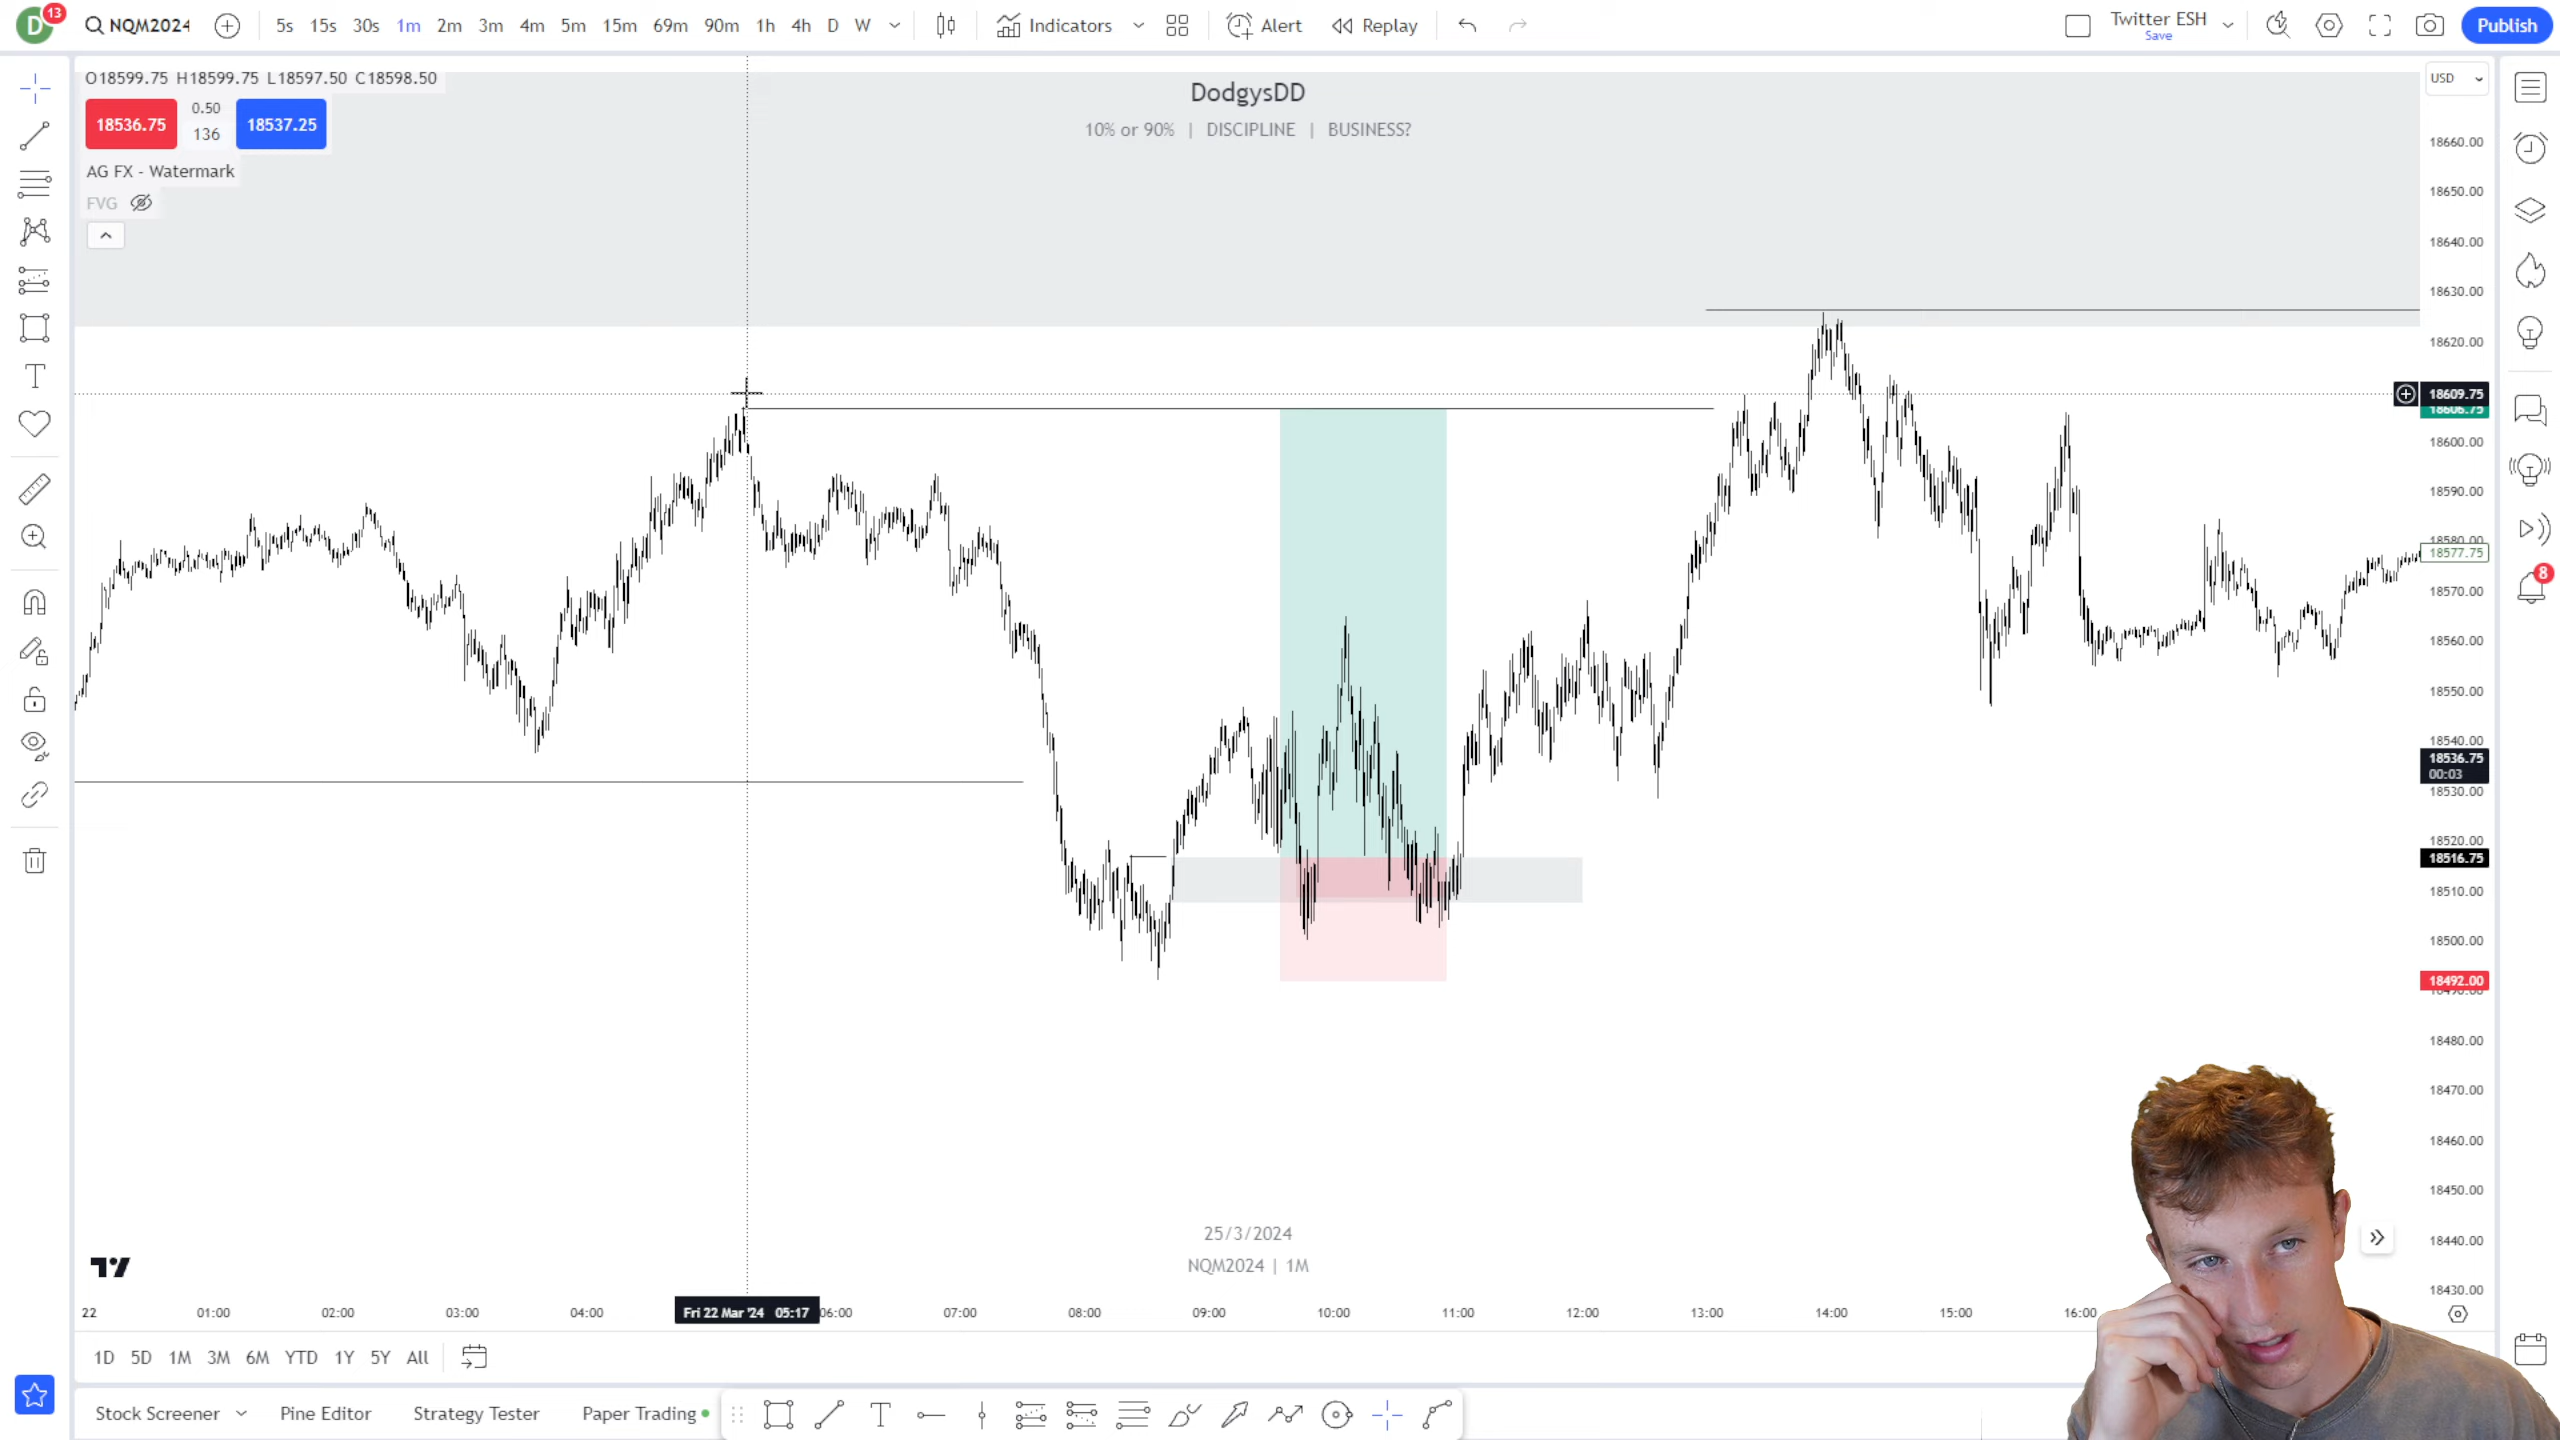 D 13 NQM2024 5s 15s 30s 1m 2m 3m 4m 5m 15m 69m 90m 1h 4h D W Indicators Alert Replay Twitter ESH Save Publish
O18599.75 H18599.75 L18597.50 C18598.50
18536.75 0.50 136 18537.25
AG FX - Watermark
FVG
DodgysDD
10% or 90% | DISCIPLINE | BUSINESS?
USD
18660.00
18650.00
18640.00
18630.00
18620.00
18609.75
18606.75
18600.00
18590.00
18580.00
18577.75
18570.00
18560.00
18550.00
18540.00
18536.75
00:03
18530.00
18520.00
18516.75
18510.00
18500.00
18492.00
18480.00
18470.00
18460.00
18450.00
18440.00
18430.00
8
25/3/2024
NQM2024 | 1M
22 01:00 02:00 03:00 04:00 Fri 22 Mar '24 05:17 06:00 07:00 08:00 09:00 10:00 11:00 12:00 13:00 14:00 15:00 16:00
1D 5D 1M 3M 6M YTD 1Y 5Y All
Stock Screener Pine Editor Strategy Tester Paper Trading